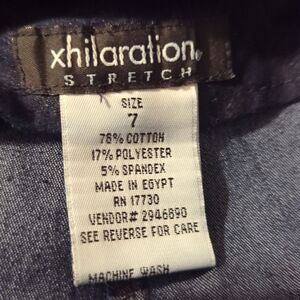 xhilaration®
STRETCH
SIZE
7
78% COTTON
17% POLYESTER
5% SPANDEX
MADE IN EGYPT
RN 17730
VENDOR# 2946690
SEE REVERSE FOR CARE
MACHINE WASH